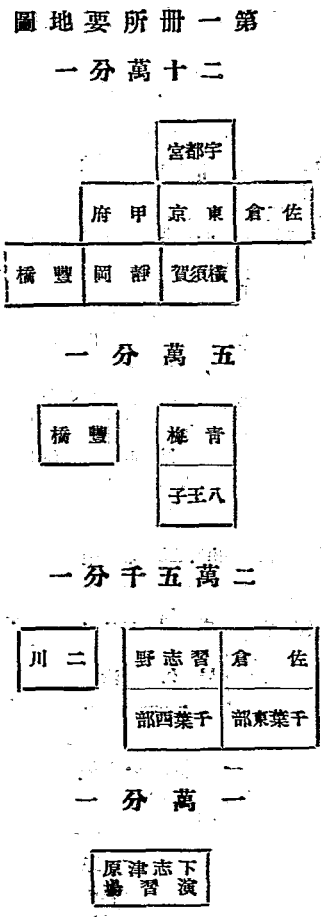 第一冊所要地圖
二十萬分一
宇都宮
佐倉
東京
甲府
橫須賀
靜岡
豐橋
五萬分一
青梅
豐橋
八王子
二萬五千分一
佐倉
習志野
二川
千葉東部
千葉西部
一萬分一
下志津原
演習場